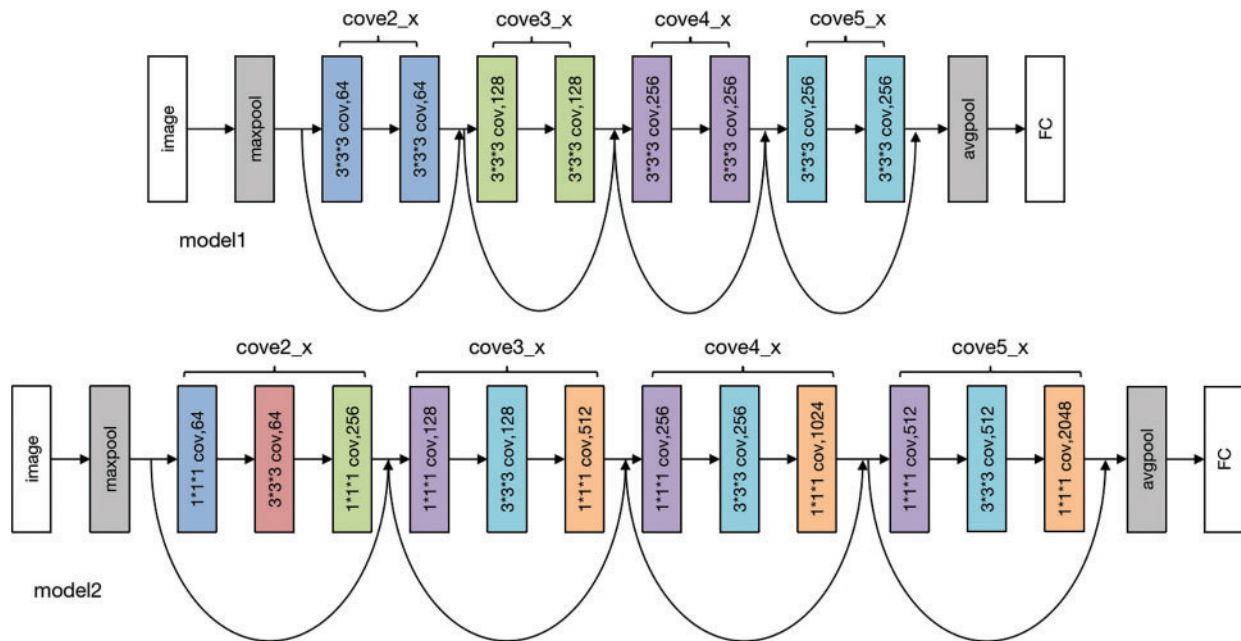 cove2_x
cove3_x
cove4_x
cove5_x
image
maxpool
3*3*3 cov,64
3*3*3 cov,64
3*3*3 cov,128
3*3*3 cov,128
3*3*3 cov,256
3*3*3 cov,256
3*3*3 cov,256
3*3*3 cov,256
avgpool
FC
model1
cove2_x
cove3_x
cove4_x
cove5_x
image
maxpool
1*1*1 cov,64
3*3*3 cov,64
1*1*1 cov,256
1*1*1 cov,128
3*3*3 cov,128
1*1*1 cov,512
1*1*1 cov,256
3*3*3 cov,256
1*1*1 cov,1024
1*1*1 cov,512
3*3*3 cov,512
1*1*1 cov,2048
avgpool
FC
model2